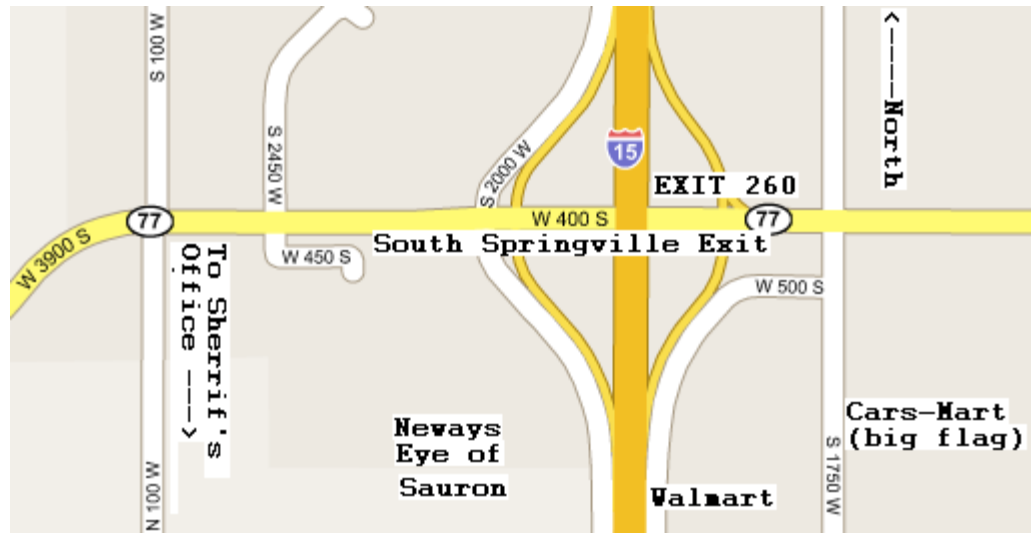 S 100 W
S 2450 W
S 2000 W
15
<----North
EXIT 260
77
W 400 S
77
South Springville Exit
W 3900 S
W 450 S
W 500 S
To Sherrif's
Office --->
Neways
Eye of
Sauron
Cars-Mart
(big flag)
Walmart
S 1750 W
N 100 W